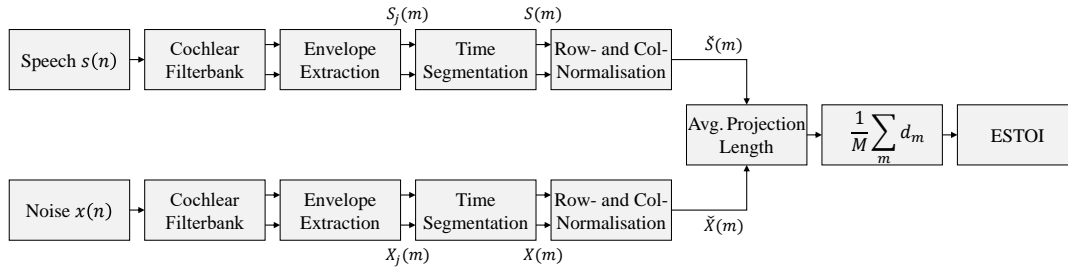 S_j(m)
S(m)
Speech s(n)
Cochlear
Filterbank
Envelope
Extraction
Time
Segmentation
Row- and Col-
Normalisation
Š(m)
Avg. Projection
Length
1/M ∑_m d_m
ESTOI
Noise x(n)
Cochlear
Filterbank
Envelope
Extraction
Time
Segmentation
Row- and Col-
Normalisation
X̌(m)
X_j(m)
X(m)